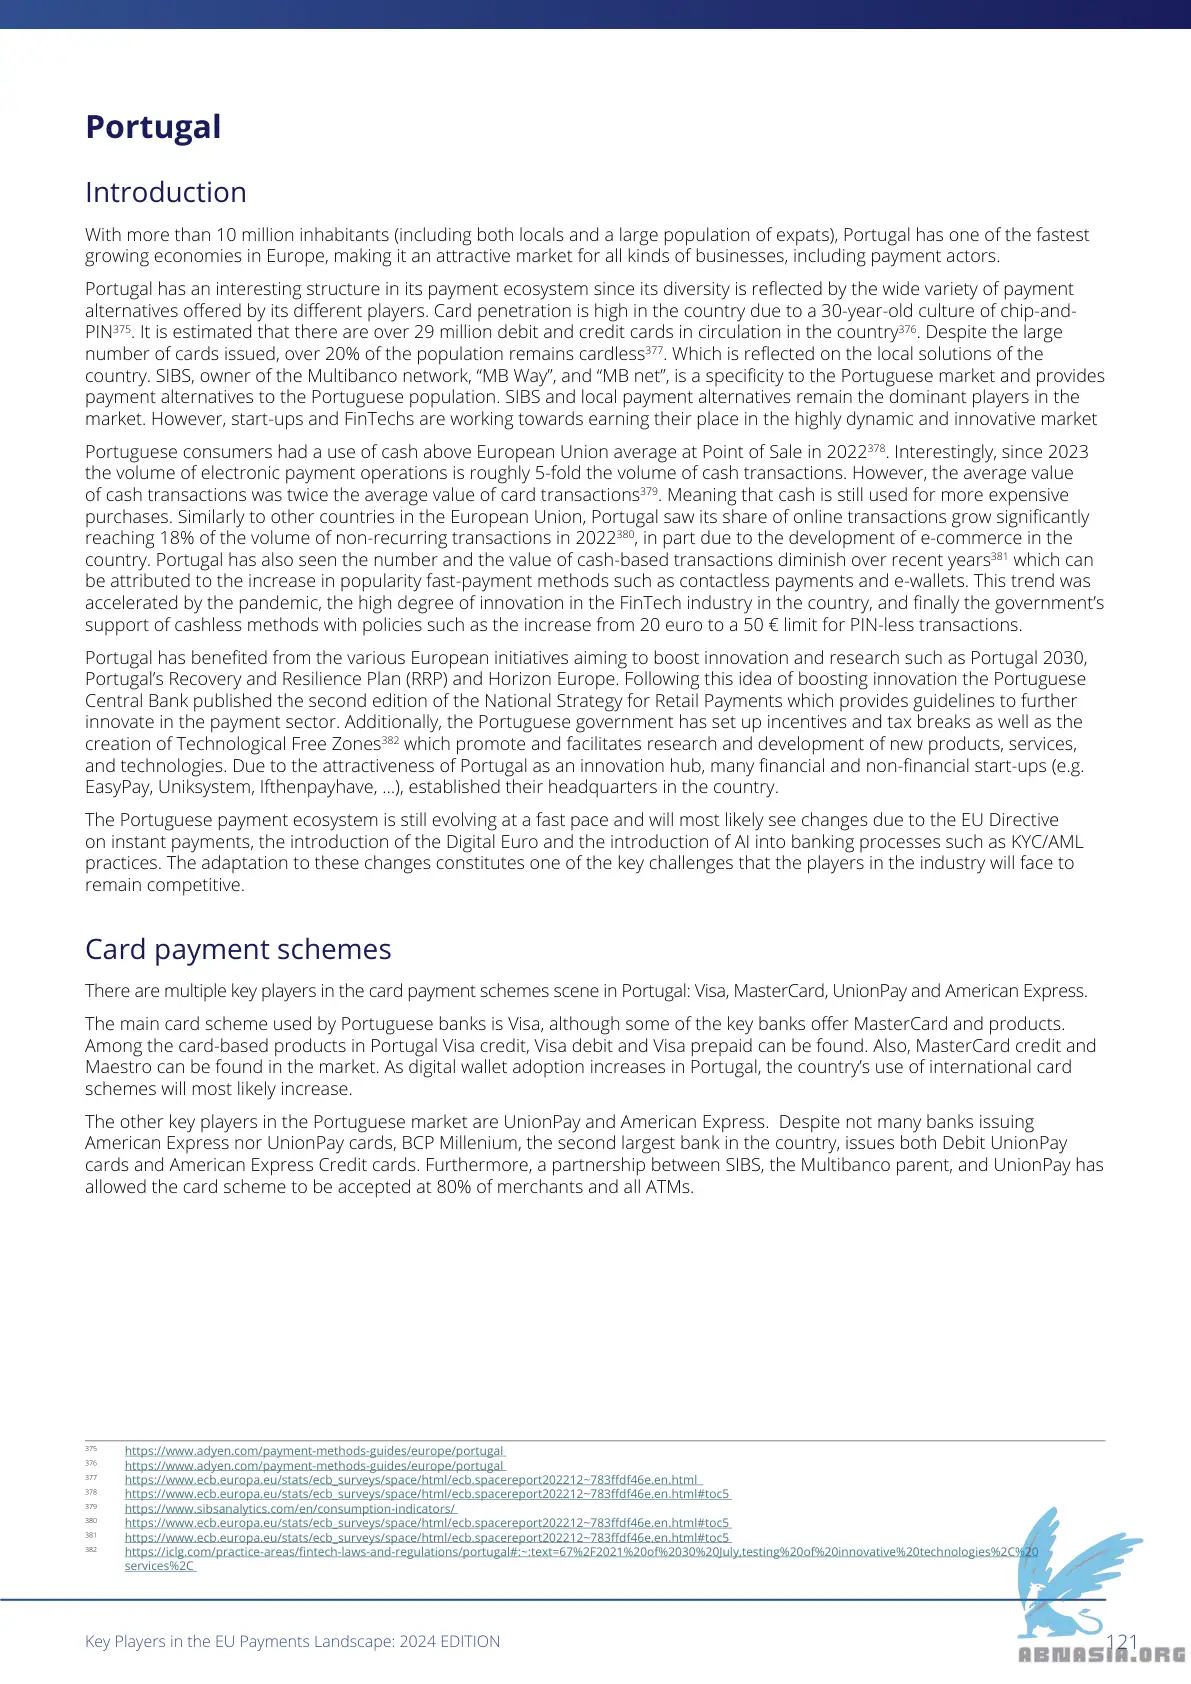 Portugal
Introduction
With more than 10 million inhabitants (including both locals and a large population of expats), Portugal has one of the fastest
growing economies in Europe, making it an attractive market for all kinds of businesses, including payment actors.
Portugal has an interesting structure in its payment ecosystem since its diversity is reflected by the wide variety of payment
alternatives offered by its different players. Card penetration is high in the country due to a 30-year-old culture of chip-and-
PIN375. It is estimated that there are over 29 million debit and credit cards in circulation in the country376. Despite the large
number of cards issued, over 20% of the population remains cardless377. Which is reflected on the local solutions of the
country. SIBS, owner of the Multibanco network, “MB Way”, and “MB net”, is a specificity to the Portuguese market and provides
payment alternatives to the Portuguese population. SIBS and local payment alternatives remain the dominant players in the
market. However, start-ups and FinTechs are working towards earning their place in the highly dynamic and innovative market
Portuguese consumers had a use of cash above European Union average at Point of Sale in 2022378. Interestingly, since 2023
the volume of electronic payment operations is roughly 5-fold the volume of cash transactions. However, the average value
of cash transactions was twice the average value of card transactions379. Meaning that cash is still used for more expensive
purchases. Similarly to other countries in the European Union, Portugal saw its share of online transactions grow significantly
reaching 18% of the volume of non-recurring transactions in 2022380, in part due to the development of e-commerce in the
country. Portugal has also seen the number and the value of cash-based transactions diminish over recent years381 which can
be attributed to the increase in popularity fast-payment methods such as contactless payments and e-wallets. This trend was
accelerated by the pandemic, the high degree of innovation in the FinTech industry in the country, and finally the government’s
support of cashless methods with policies such as the increase from 20 euro to a 50 € limit for PIN-less transactions.
Portugal has benefited from the various European initiatives aiming to boost innovation and research such as Portugal 2030,
Portugal’s Recovery and Resilience Plan (RRP) and Horizon Europe. Following this idea of boosting innovation the Portuguese
Central Bank published the second edition of the National Strategy for Retail Payments which provides guidelines to further
innovate in the payment sector. Additionally, the Portuguese government has set up incentives and tax breaks as well as the
creation of Technological Free Zones382 which promote and facilitates research and development of new products, services,
and technologies. Due to the attractiveness of Portugal as an innovation hub, many financial and non-financial start-ups (e.g.
EasyPay, Uniksystem, Ifthenpayhave, ...), established their headquarters in the country.
The Portuguese payment ecosystem is still evolving at a fast pace and will most likely see changes due to the EU Directive
on instant payments, the introduction of the Digital Euro and the introduction of AI into banking processes such as KYC/AML
practices. The adaptation to these changes constitutes one of the key challenges that the players in the industry will face to
remain competitive.
Card payment schemes
There are multiple key players in the card payment schemes scene in Portugal: Visa, MasterCard, UnionPay and American Express.
The main card scheme used by Portuguese banks is Visa, although some of the key banks offer MasterCard and products.
Among the card-based products in Portugal Visa credit, Visa debit and Visa prepaid can be found. Also, MasterCard credit and
Maestro can be found in the market. As digital wallet adoption increases in Portugal, the country’s use of international card
schemes will most likely increase.
The other key players in the Portuguese market are UnionPay and American Express.  Despite not many banks issuing
American Express nor UnionPay cards, BCP Millenium, the second largest bank in the country, issues both Debit UnionPay
cards and American Express Credit cards. Furthermore, a partnership between SIBS, the Multibanco parent, and UnionPay has
allowed the card scheme to be accepted at 80% of merchants and all ATMs.
375 https://www.adyen.com/payment-methods-guides/europe/portugal
376 https://www.adyen.com/payment-methods-guides/europe/portugal
377 https://www.ecb.europa.eu/stats/ecb_surveys/space/html/ecb.spacereport202212~783ffdf46e.en.html
378 https://www.ecb.europa.eu/stats/ecb_surveys/space/html/ecb.spacereport202212~783ffdf46e.en.html#toc5
379 https://www.sibsanalytics.com/en/consumption-indicators/
380 https://www.ecb.europa.eu/stats/ecb_surveys/space/html/ecb.spacereport202212~783ffdf46e.en.html#toc5
381 https://www.ecb.europa.eu/stats/ecb_surveys/space/html/ecb.spacereport202212~783ffdf46e.en.html#toc5
382 https://iclg.com/practice-areas/fintech-laws-and-regulations/portugal#:~:text=67%2F2021%20of%2030%20July,testing%20of%20innovative%20technologies%2C%20
services%2C
Key Players in the EU Payments Landscape: 2024 EDITION
121
ABNASIA.ORG